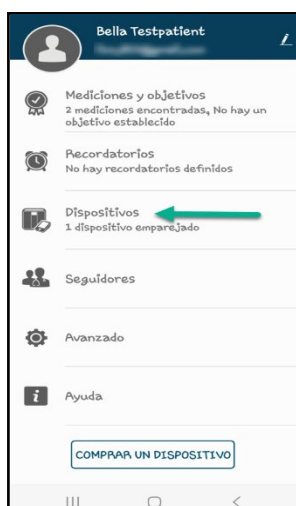 Bella Testpatient
Mediciones y objetivos
2 mediciones encontradas, No hay un
objetivo establecido
Recordatorios
No hay recordatorios definidos
Dispositivos
1 dispositivo emparejado
Seguidores
Avanzado
i
Ayuda
COMPRAR UN DISPOSITIVO